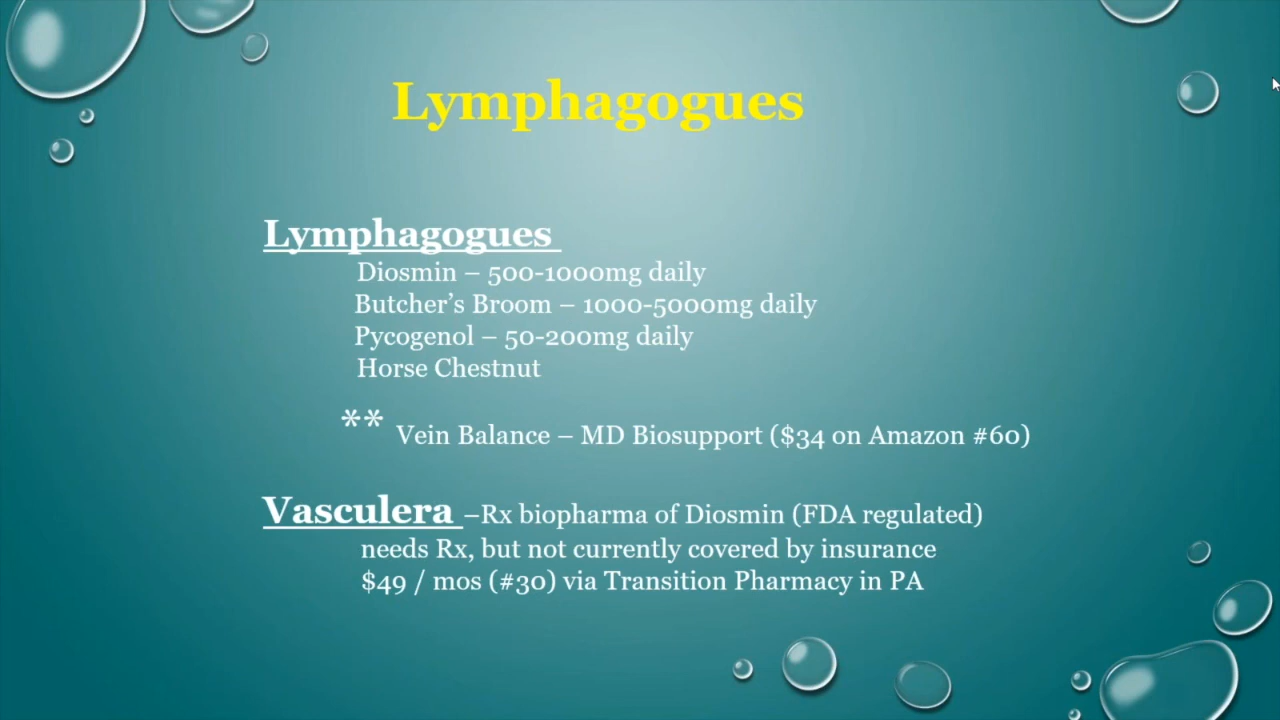 Lymphagogues
Lymphagogues
Diosmin – 500-1000mg daily
Butcher’s Broom – 1000-5000mg daily
Pycogenol – 50-200mg daily
Horse Chestnut
** Vein Balance – MD Biosupport ($34 on Amazon #60)
Vasculera –Rx biopharma of Diosmin (FDA regulated)
needs Rx, but not currently covered by insurance
$49 / mos (#30) via Transition Pharmacy in PA